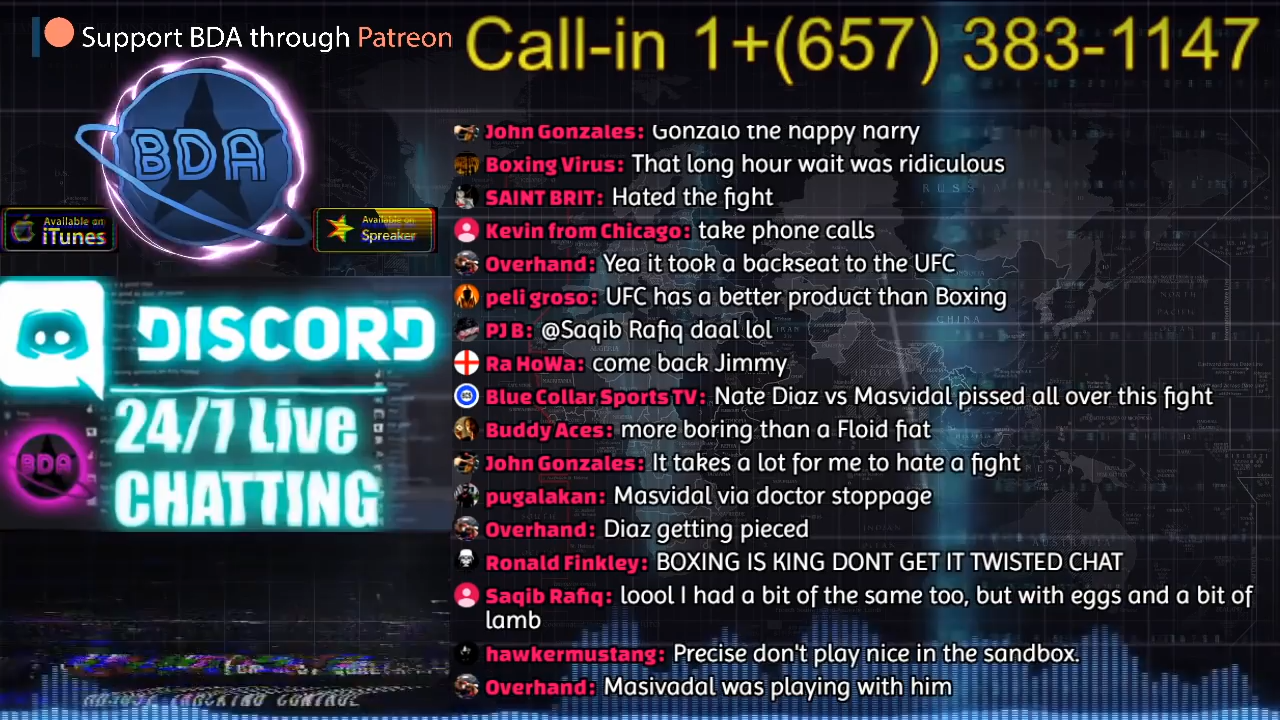 Support BDA through Patreon
Call-in 1+(657) 383-1147
BDA
Available on
iTunes
Available on
Spreaker
DISCORD
24/7 Live
CHATTING
BDA
John Gonzales: Gonzalo the happy harry
Boxing Virus: That long hour wait was ridiculous
SAINT BRIT: Hated the fight
Kevin from Chicago: take phone calls
Overhand: Yea it took a backseat to the UFC
peli groso: UFC has a better product than Boxing
PJ B: @Saqib Rafiq daal lol
Ra HoWa: come back Jimmy
Blue Collar Sports TV: Nate Diaz vs Masvidal pissed all over this fight
Buddy Aces: more boring than a Floid fiat
John Gonzales: It takes a lot for me to hate a fight
pugalakan: Masvidal via doctor stoppage
Overhand: Diaz getting pieced
Ronald Finkley: BOXING IS KING DONT GET IT TWISTED CHAT
Saqib Rafiq: loool I had a bit of the same too, but with eggs and a bit of
lamb
hawkermustang: Precise don't play nice in the sandbox.
Overhand: Masivadal was playing with him
RUSSIA
CHINA
TRACKING CONTROL